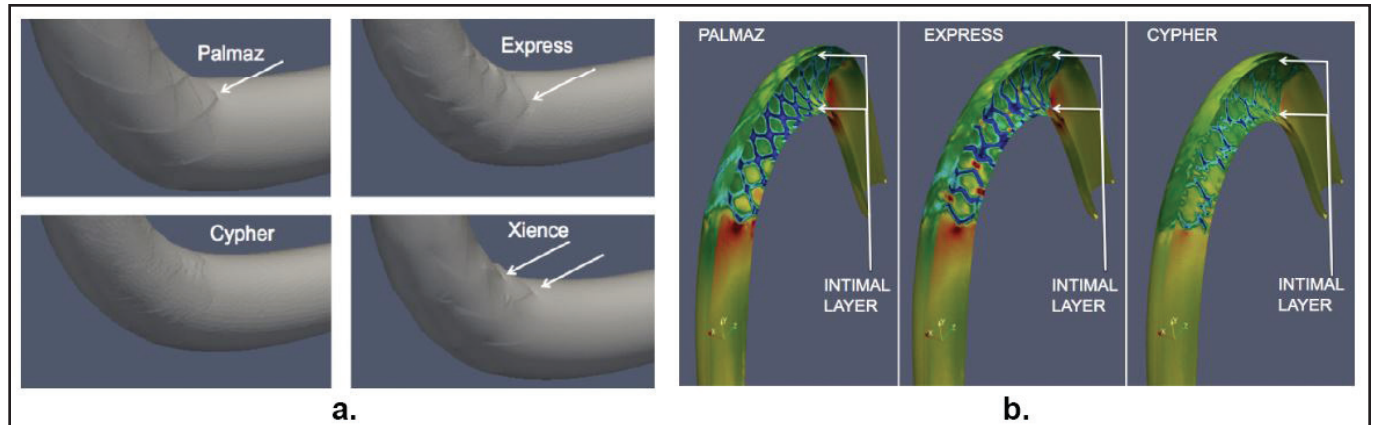 Palmaz
Express
Cypher
Xience
a.
PALMAZ
EXPRESS
CYPHER
INTIMAL
LAYER
INTIMAL
LAYER
INTIMAL
LAYER
b.